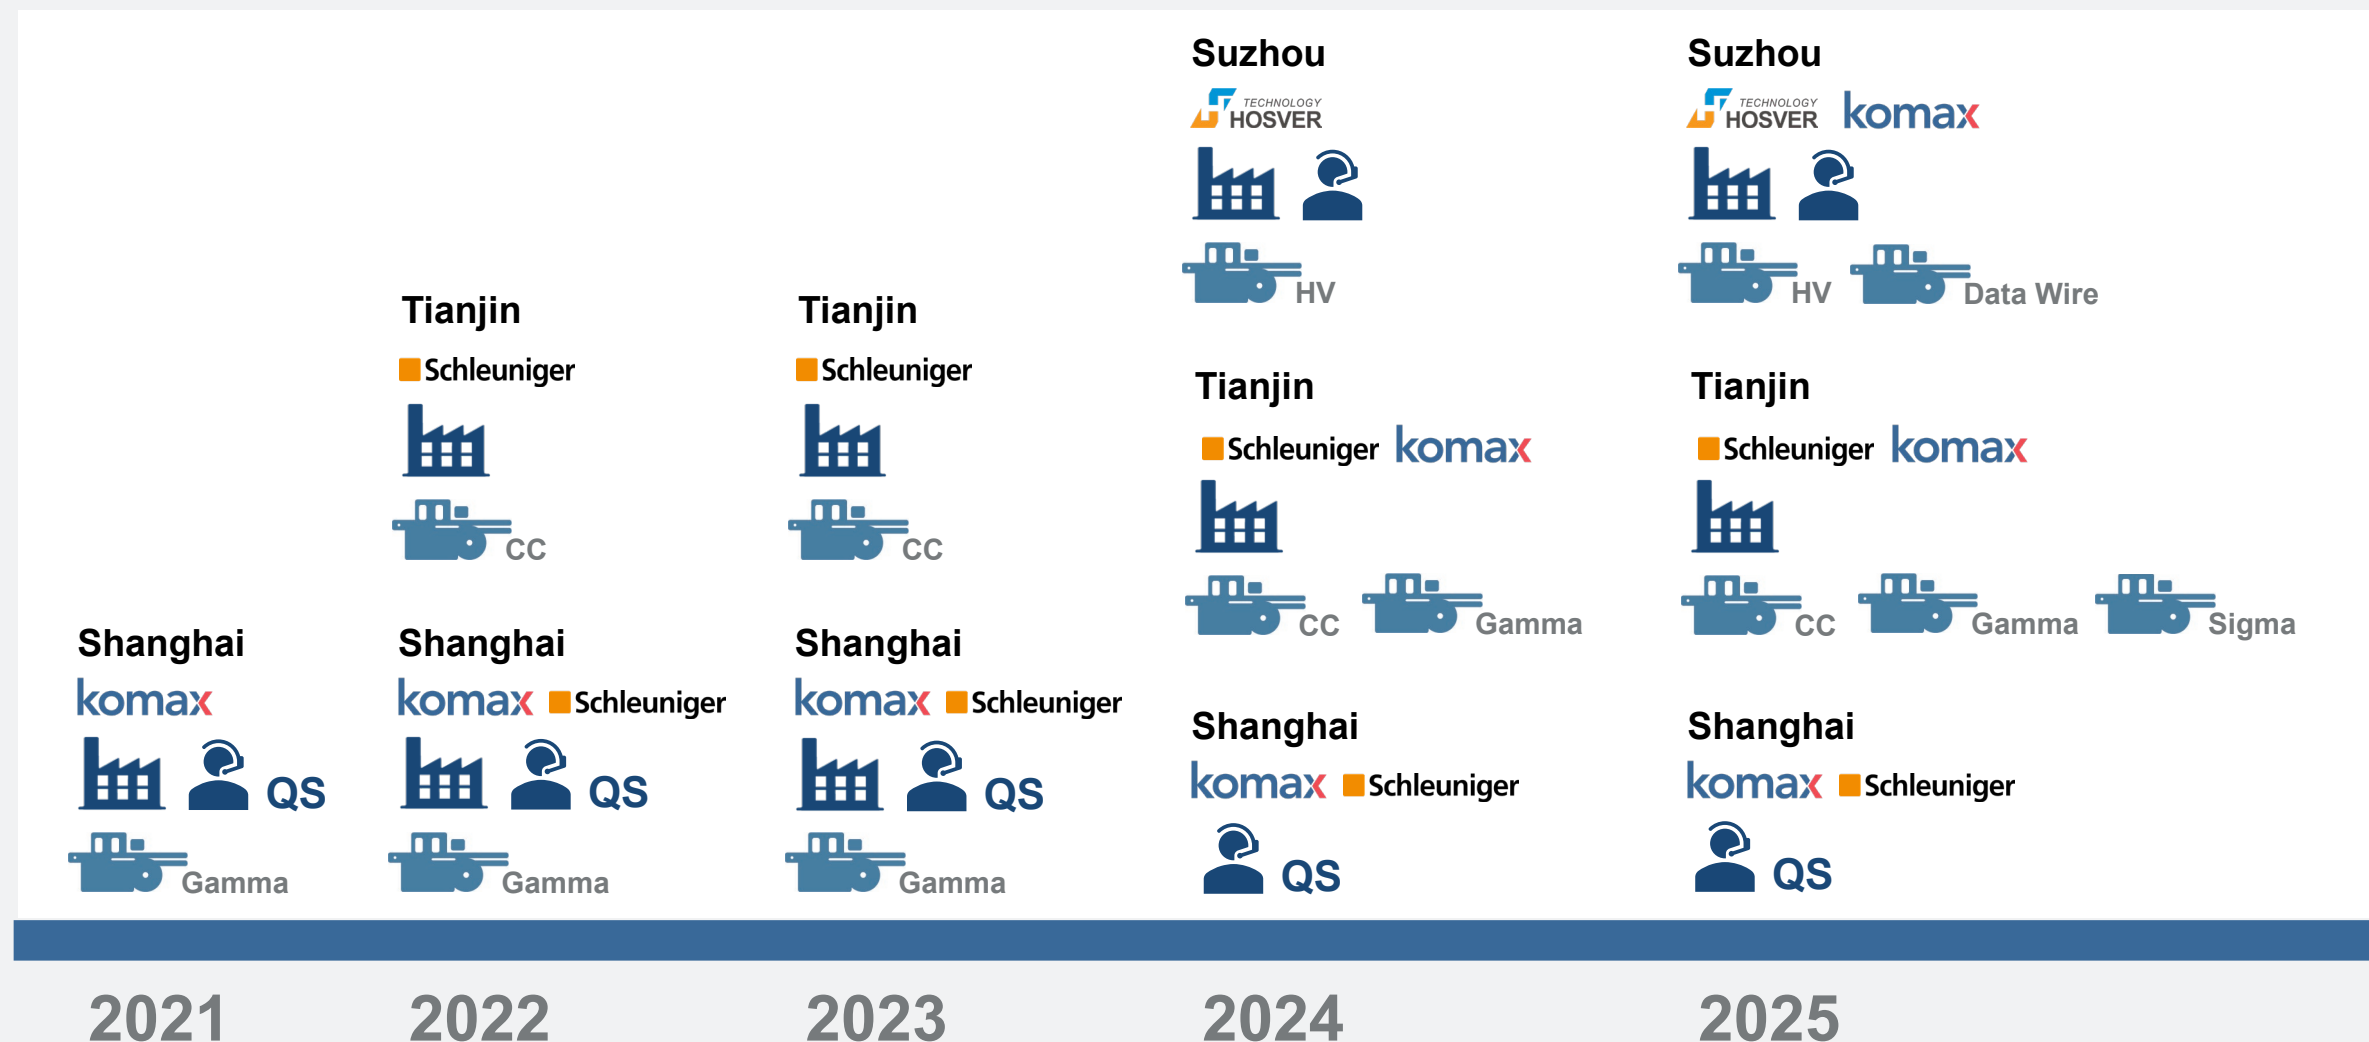 Shanghai
komax
QS
Gamma
2021
Tianjin
Schleuniger
CC
Shanghai
komax Schleuniger
QS
Gamma
2022
Tianjin
Schleuniger
CC
Shanghai
komax Schleuniger
QS
Gamma
2023
Suzhou
TECHNOLOGY
HOSVER
HV
Tianjin
Schleuniger komax
CC Gamma
Shanghai
komax Schleuniger
QS
2024
Suzhou
TECHNOLOGY
HOSVER komax
HV Data Wire
Tianjin
Schleuniger komax
CC Gamma Sigma
Shanghai
komax Schleuniger
QS
2025